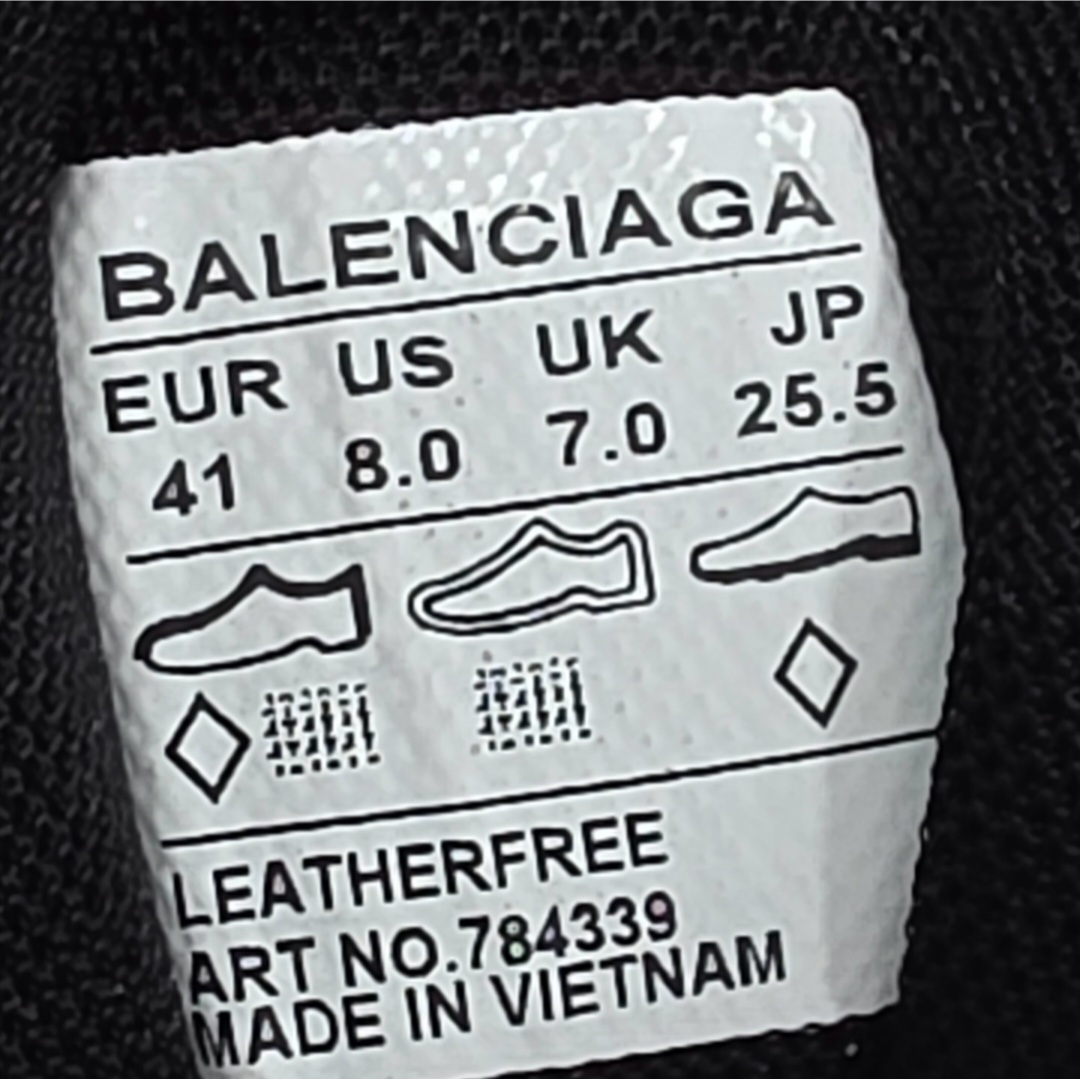 BALENCIAGA
EUR US UK JP
41 8.0 7.0 25.5
LEATHERFREE
ART NO.784339
MADE IN VIETNAM